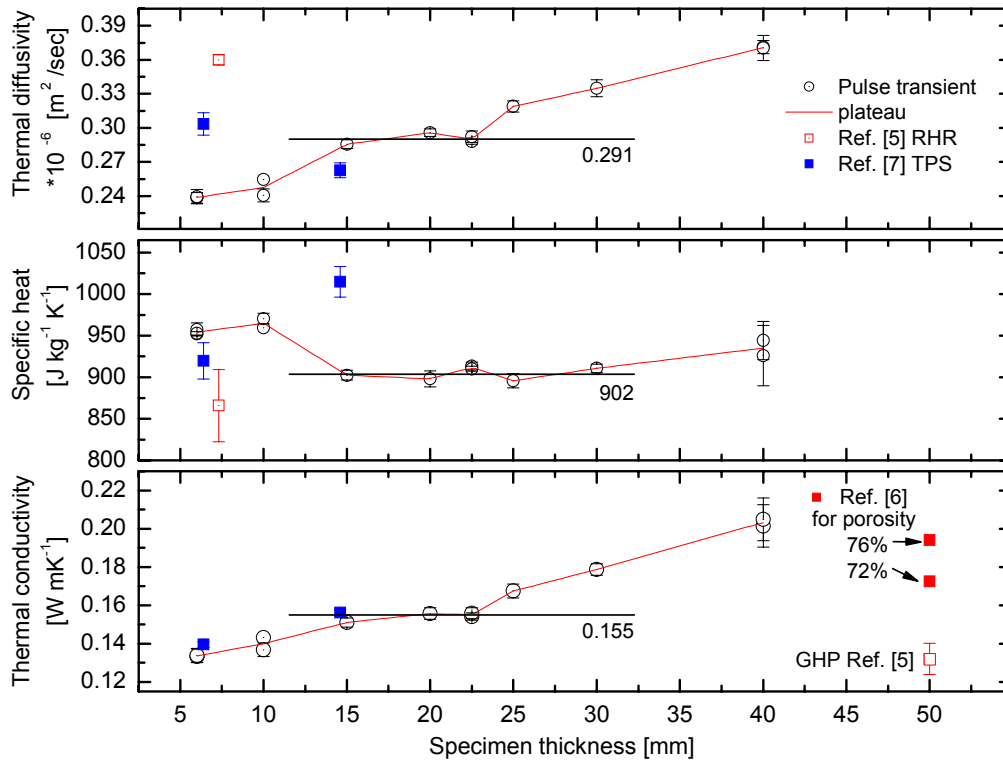 Thermal diffusivity
*10⁻⁶ [m² /sec]
0.39
0.36
0.33
0.30
0.27
0.24
Pulse transient
plateau
Ref. [5] RHR
Ref. [7] TPS
0.291
Specific heat
[J kg⁻¹ K⁻¹]
1050
1000
950
900
850
800
902
Thermal conductivity
[W mK⁻¹]
0.22
0.20
0.18
0.16
0.14
0.12
Ref. [6]
for porosity
76%
72%
0.155
GHP Ref. [5]
5 10 15 20 25 30 35 40 45 50
Specimen thickness [mm]